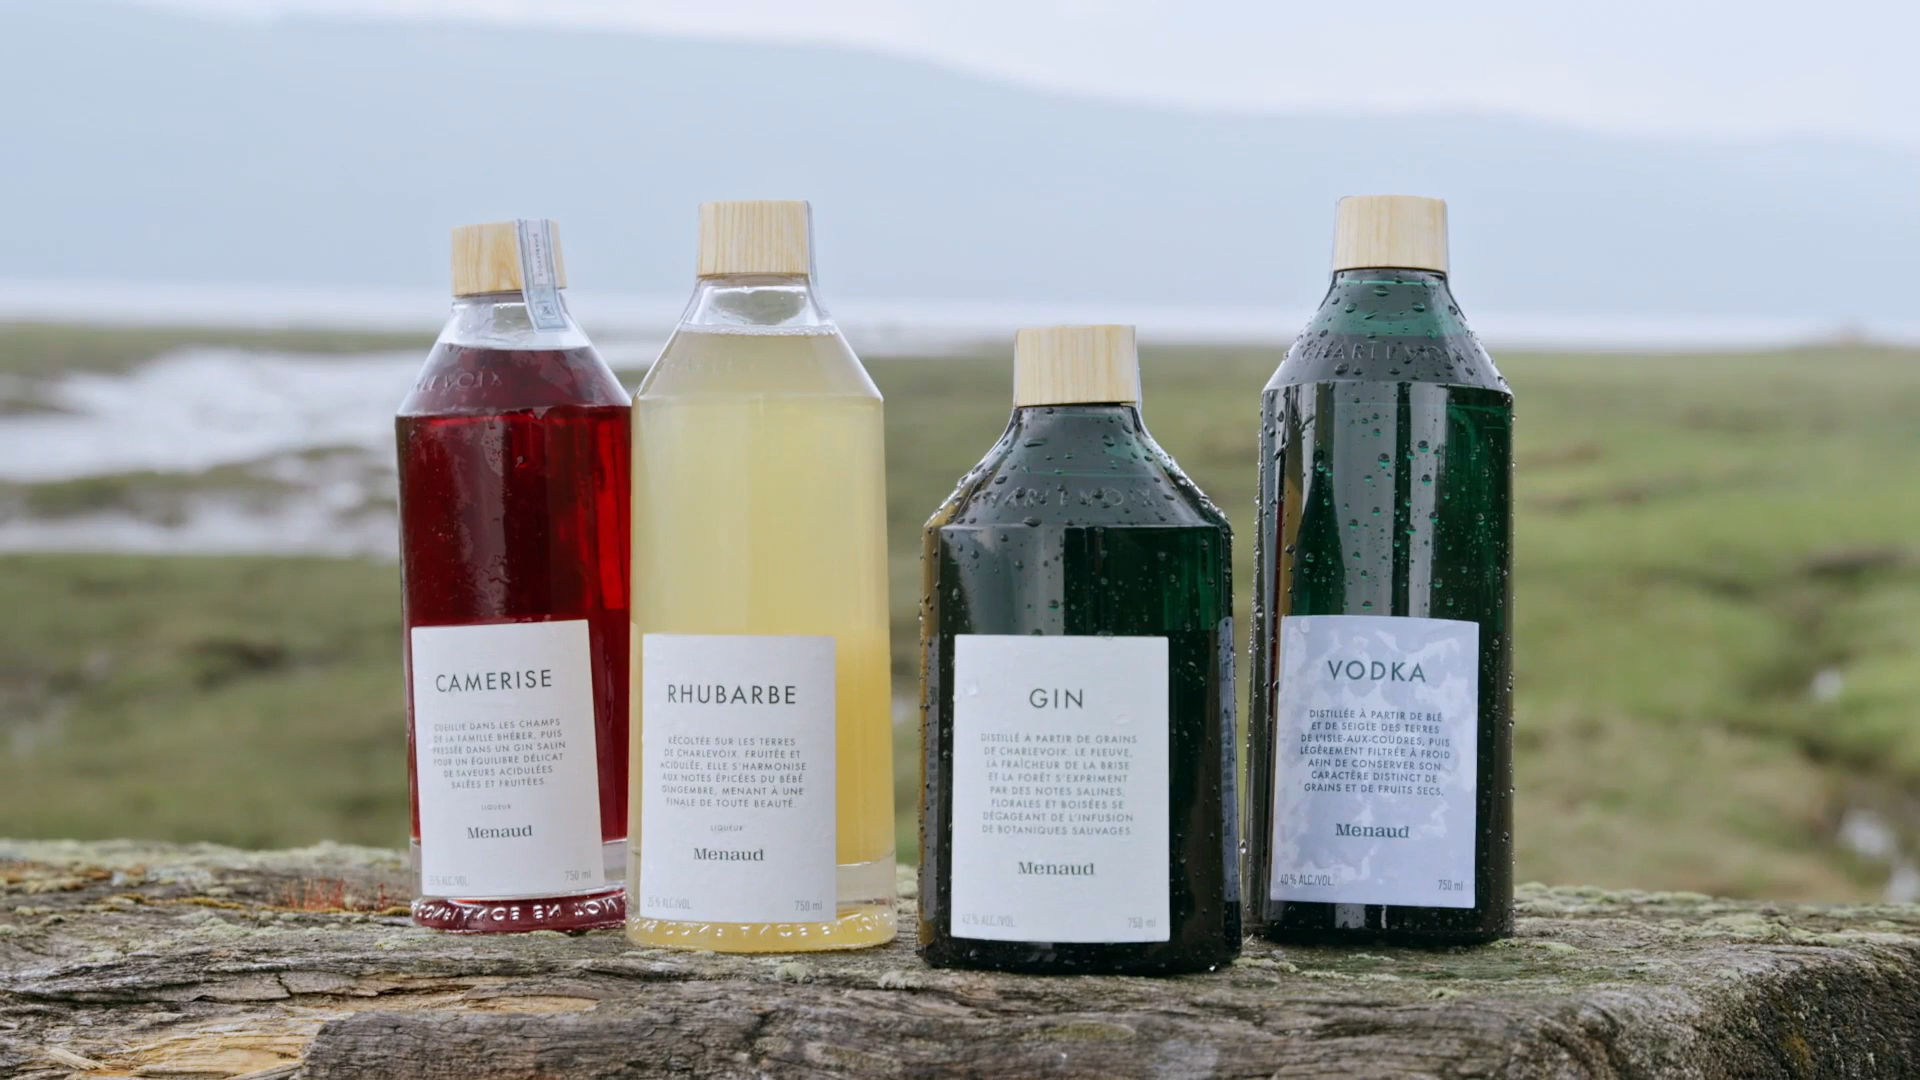 CHARLEVOIX
CAMERISE
CUEILLIE DANS LES CHAMPS
DE LA FAMILLE BHÉRER, PUIS
PRESSÉE DANS UN GIN SALIN
POUR UN ÉQUILIBRE DÉLICAT
DE SAVEURS ACIDULÉES,
SALÉES ET FRUITÉES.
LIQUEUR
Menaud
750 ml
RHUBARBE
RÉCOLTÉE SUR LES TERRES
DE CHARLEVOIX. FRUITÉE ET
ACIDULÉE, ELLE S'HARMONISE
AUX NOTES ÉPICÉES DU BÉBÉ
GINGEMBRE, MENANT À UNE
FINALE DE TOUTE BEAUTÉ.
LIQUEUR
Menaud
ALC./VOL. 750 ml
CHARLEVOIX
GIN
DISTILLÉ À PARTIR DE GRAINS
DE CHARLEVOIX. LE FLEUVE,
LA FRAÎCHEUR DE LA BRISE
ET LA FORÊT S'EXPRIMENT
PAR DES NOTES SALINES,
FLORALES ET BOISÉES SE
DÉGAGEANT DE L'INFUSION
DE BOTANIQUES SAUVAGES.
Menaud
42 % ALC./VOL. 750 ml
CHARLEVOIX
VODKA
DISTILLÉE À PARTIR DE BLÉ
ET DE SEIGLE DES TERRES
DE L'ISLE-AUX-COUDRES, PUIS
LÉGÈREMENT FILTRÉE À FROID
AFIN DE CONSERVER SON
CARACTÈRE DISTINCT DE
GRAINS ET DE FRUITS SECS.
Menaud
40 % ALC./VOL. 750 ml